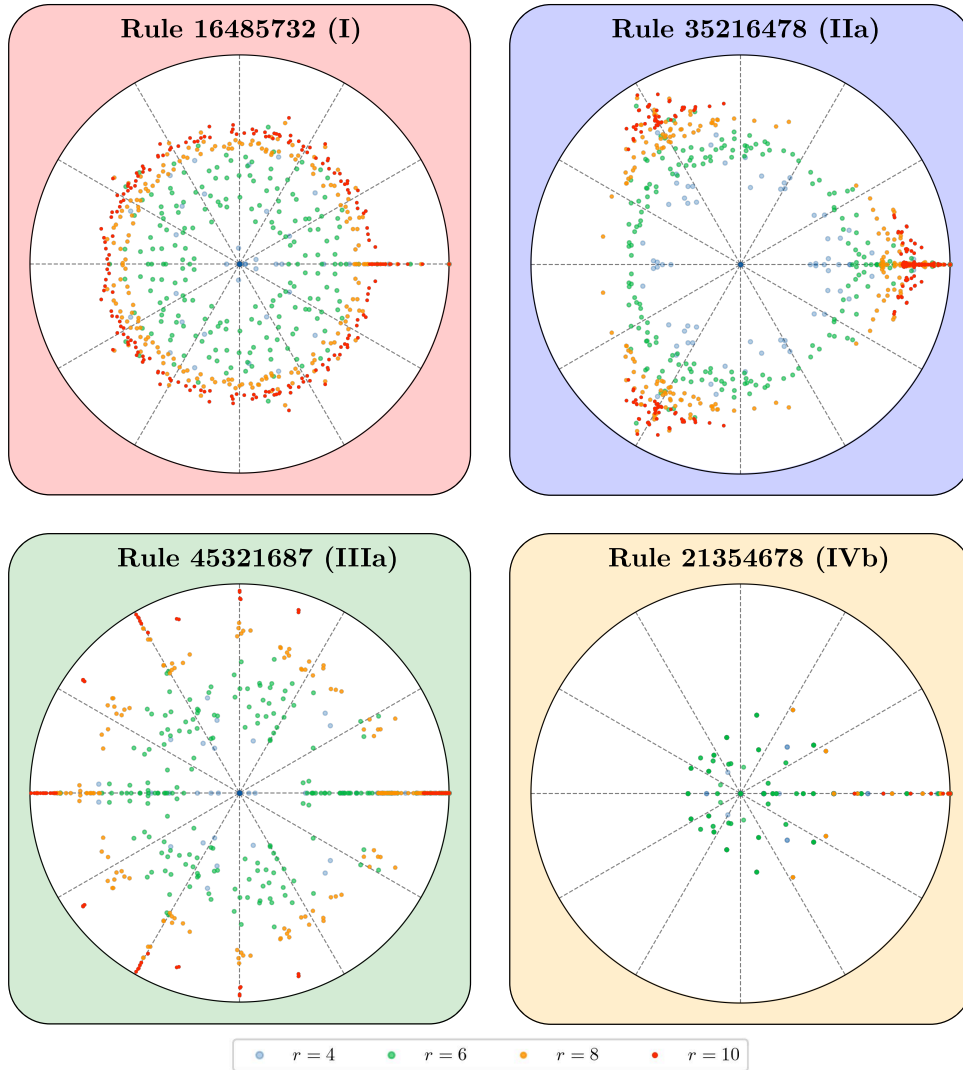 Rule 16485732 (I)
Rule 35216478 (IIa)
Rule 45321687 (IIIa)
Rule 21354678 (IVb)
r = 4 r = 6 r = 8 r = 10